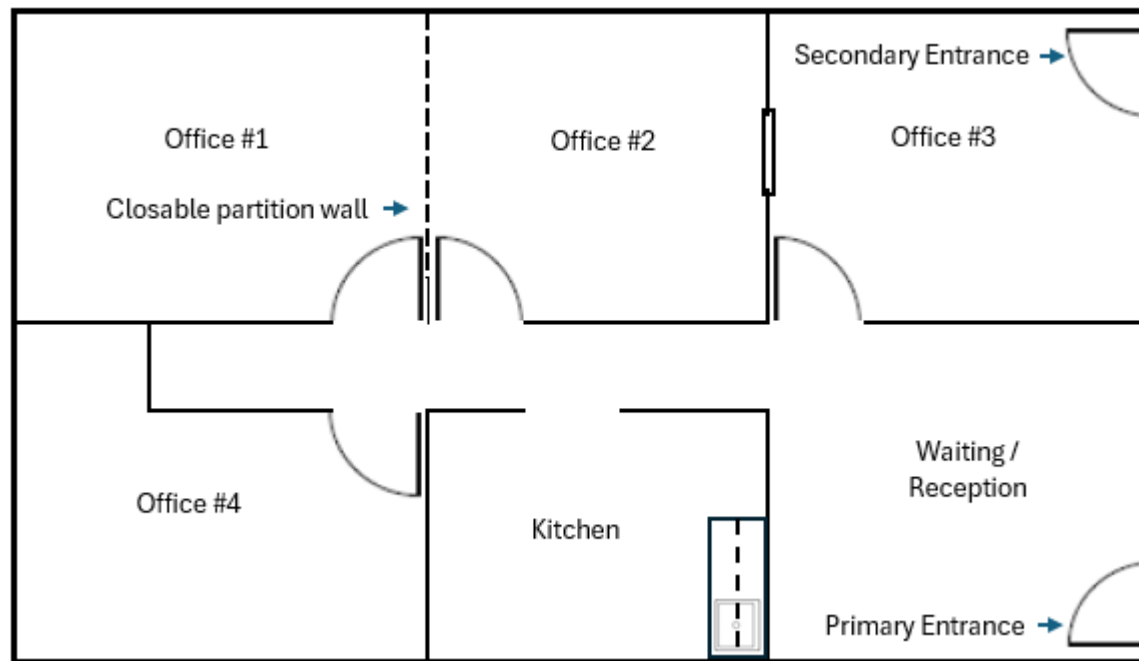 Secondary Entrance
Office #1
Office #2
Office #3
Closable partition wall
Waiting /
Reception
Office #4
Kitchen
Primary Entrance